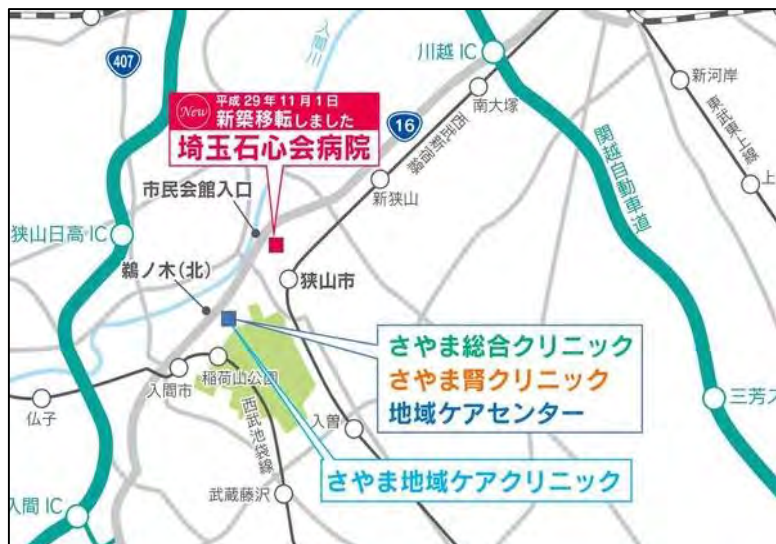 407
入間川
川越 IC
新河岸
南大塚
東武東上線
上
New
平成 29 年 11 月 1 日
新築移転しました
埼玉石心会病院
16
西武新宿線
関越自動車道
新狭山
市民会館入口
狭山日高 IC
鵜ノ木(北)
狭山市
さやま総合クリニック
さやま腎クリニック
地域ケアセンター
稲荷山公園
入間市
仏子
三芳ス
西武池袋線
入曽
さやま地域ケアクリニック
武蔵藤沢
入間 IC